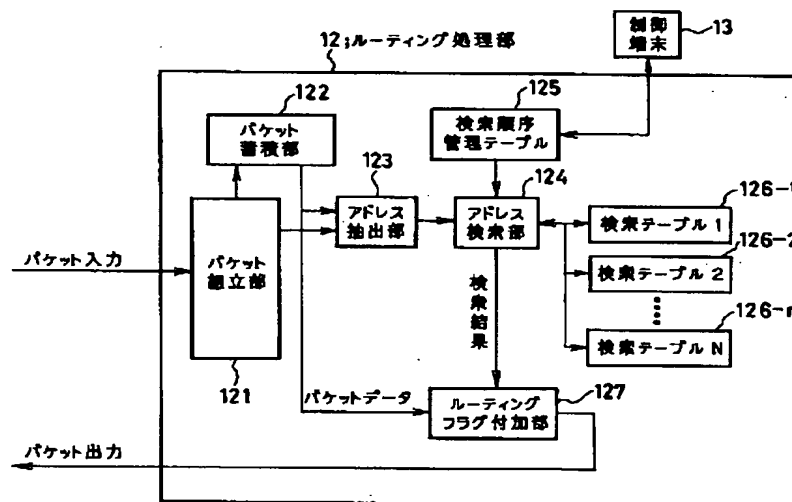 12;ルーティング処理部
制御
端末
13
122
125
パケット
蓄積部
検索順序
管理テーブル
123
124
126-1
アドレス
抽出部
アドレス
検索部
検索テーブル 1
126-2
パケット入力
パケット
組立部
検索テーブル 2
検索結果
126-n
検索テーブル N
121
パケットデータ
127
ルーティング
フラグ付加部
パケット出力